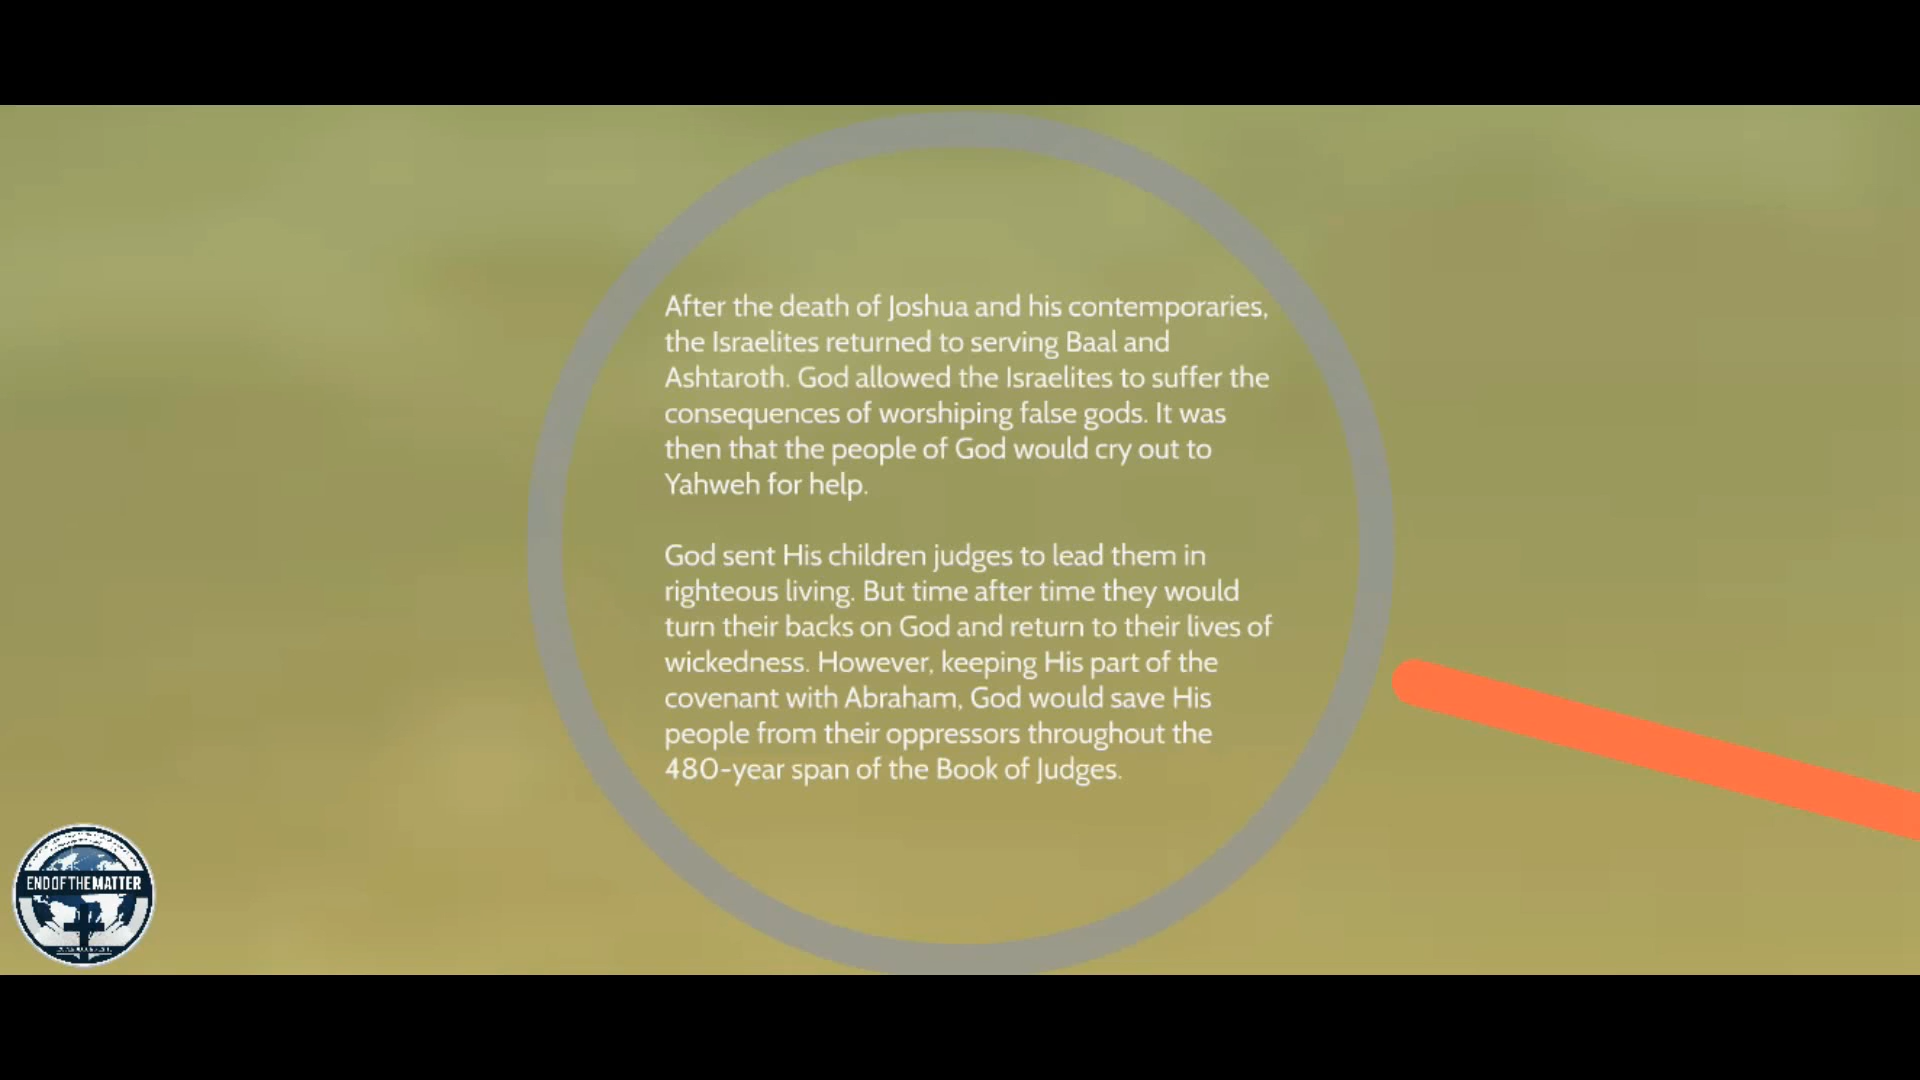 After the death of Joshua and his contemporaries,
the Israelites returned to serving Baal and
Ashtaroth. God allowed the Israelites to suffer the
consequences of worshiping false gods. It was
then that the people of God would cry out to
Yahweh for help.
God sent His children judges to lead them in
righteous living. But time after time they would
turn their backs on God and return to their lives of
wickedness. However, keeping His part of the
covenant with Abraham, God would save His
people from their oppressors throughout the
480-year span of the Book of Judges.
ENDOFTHEMATTER